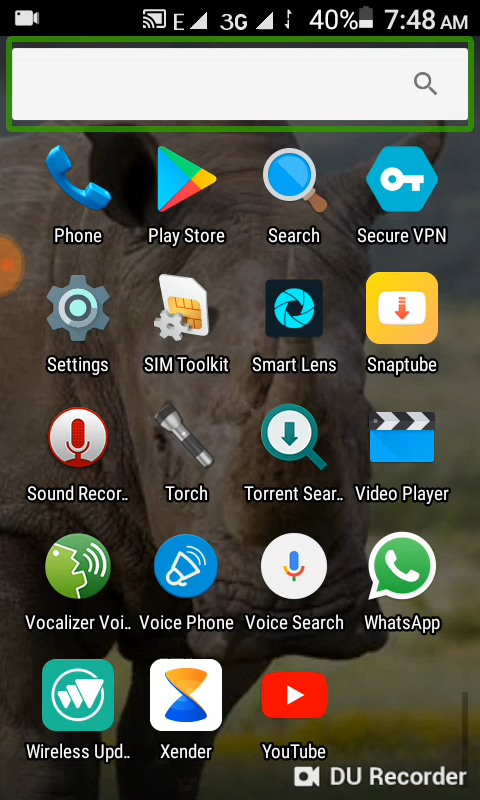 E 3G 40% 7:48 AM
Phone Play Store Search Secure VPN
Settings SIM Toolkit Smart Lens Snaptube
Sound Recor.. Torch Torrent Sear.. Video Player
Vocalizer Voi.. Voice Phone Voice Search WhatsApp
Wireless Upd.. Xender YouTube
DU Recorder